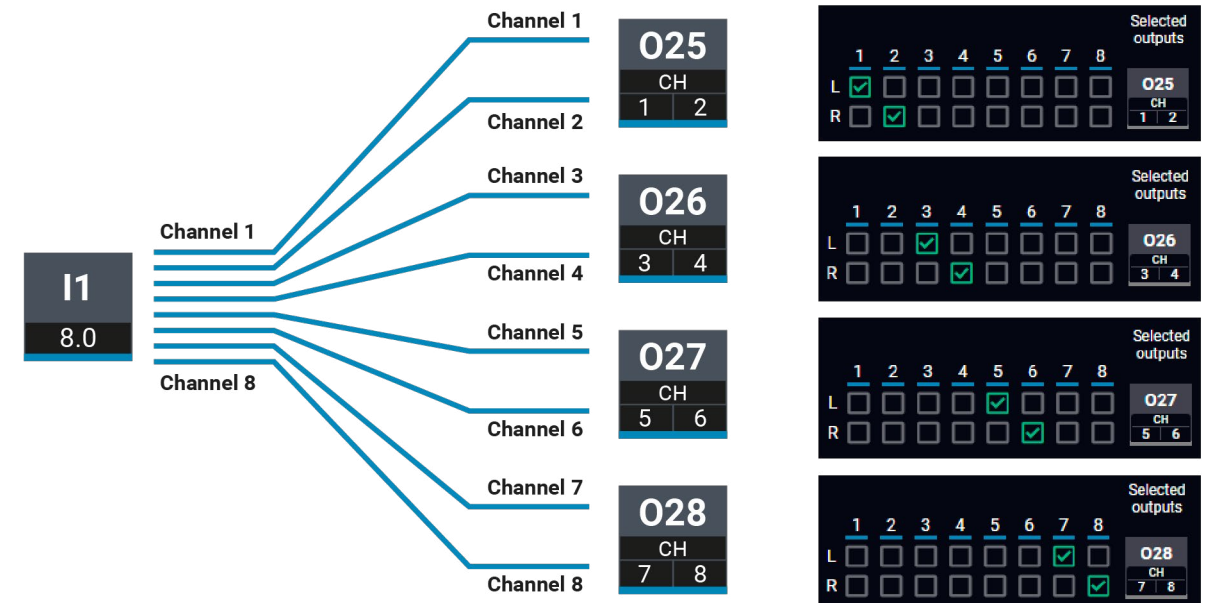 I1
8.0
Channel 1
Channel 8
Channel 1
Channel 2
Channel 3
Channel 4
Channel 5
Channel 6
Channel 7
Channel 8
O25
CH
1 2
O26
CH
3 4
O27
CH
5 6
O28
CH
7 8
Selected
outputs
1 2 3 4 5 6 7 8
L
R
O25
CH
1 2
Selected
outputs
1 2 3 4 5 6 7 8
L
R
O26
CH
3 4
Selected
outputs
1 2 3 4 5 6 7 8
L
R
O27
CH
5 6
Selected
outputs
1 2 3 4 5 6 7 8
L
R
O28
CH
7 8